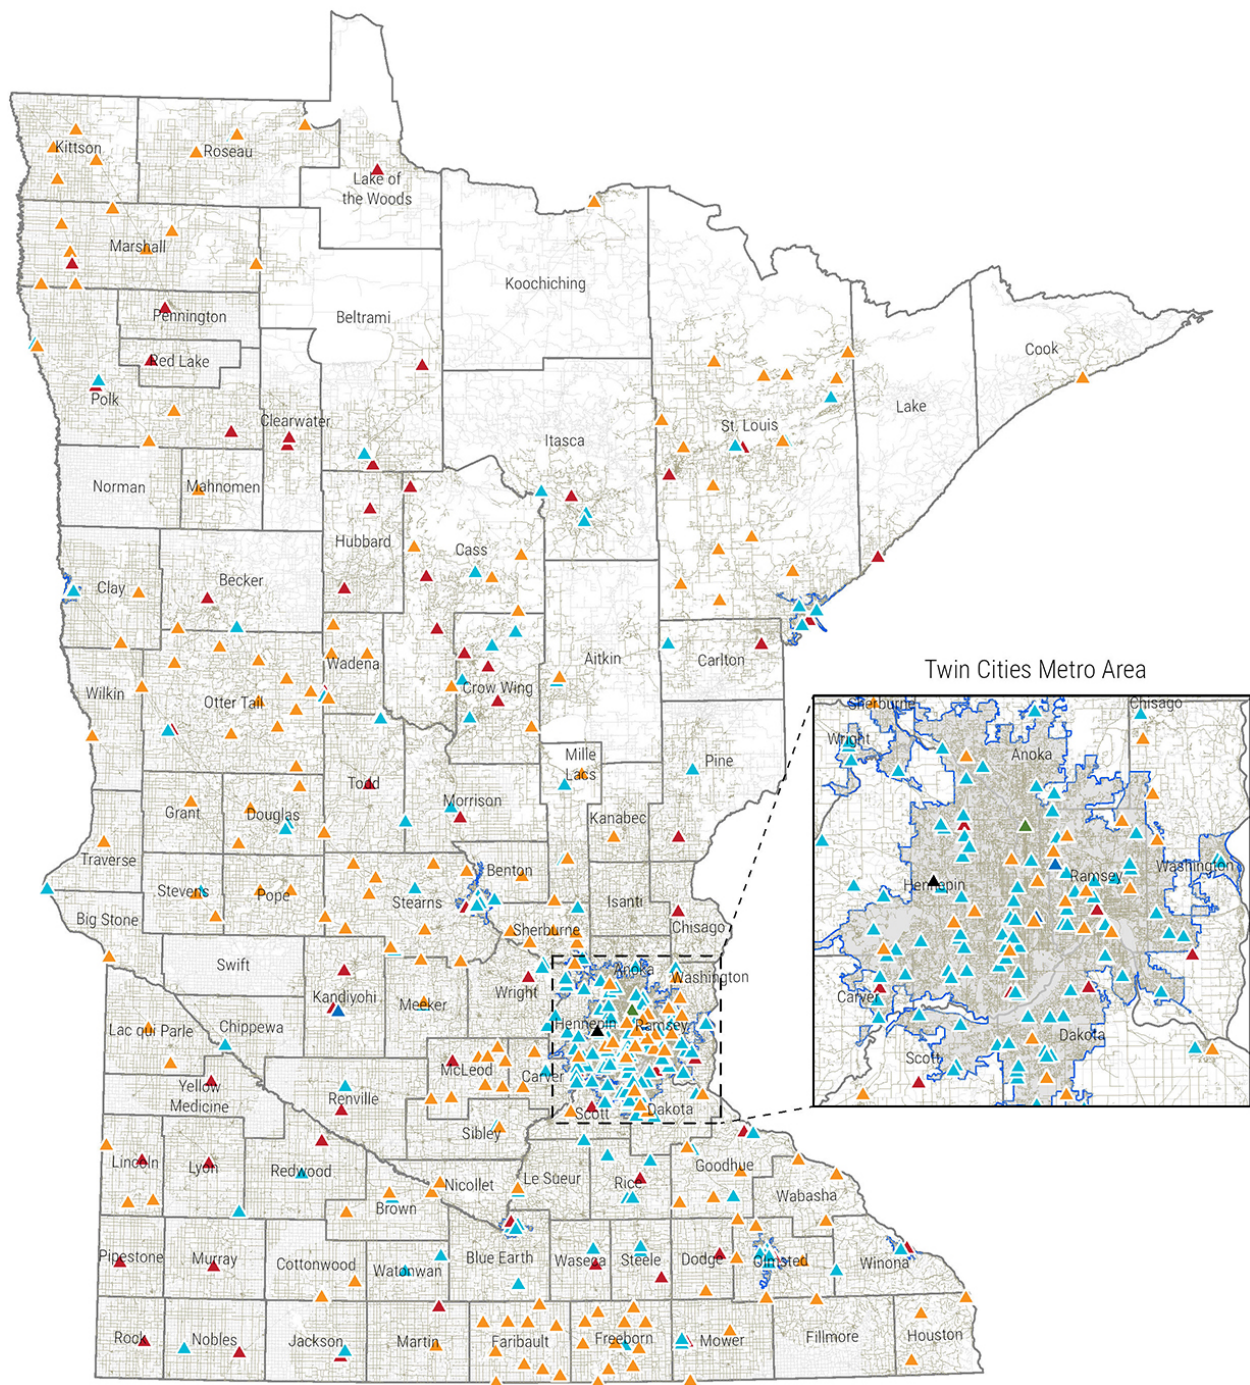 Kittson
Roseau
Lake of
the Woods
Marshall
Koochiching
Pennington
Beltrami
Cook
Red Lake
Polk
Clearwater
Lake
St. Louis
Itasca
Norman
Mahnomen
Hubbard
Cass
Clay
Becker
Aitkin
Carlton
Wadena
Wilkin
Otter Tail
Crow Wing
Mille
Lacs
Pine
Todd
Morrison
Grant
Douglas
Kanabec
Traverse
Benton
Stevens
Pope
Stearns
Isanti
Big Stone
Sherburne
Chisago
Swift
Anoka
Washington
Wright
Kandiyohi
Meeker
Lac qui Parle
Chippewa
Hennepin
Ramsey
McLeod
Carver
Yellow
Medicine
Renville
Scott
Dakota
Sibley
Lincoln
Lyon
Redwood
Goodhue
Le Sueur
Rice
Nicollet
Wabasha
Brown
Pipestone
Murray
Cottonwood
Watonwan
Blue Earth
Waseca
Steele
Dodge
Olmsted
Winona
Rock
Nobles
Jackson
Martin
Faribault
Freeborn
Mower
Fillmore
Houston
Twin Cities Metro Area
Sherburne
Chisago
Wright
Anoka
Washington
Hennepin
Ramsey
Carver
Dakota
Scott